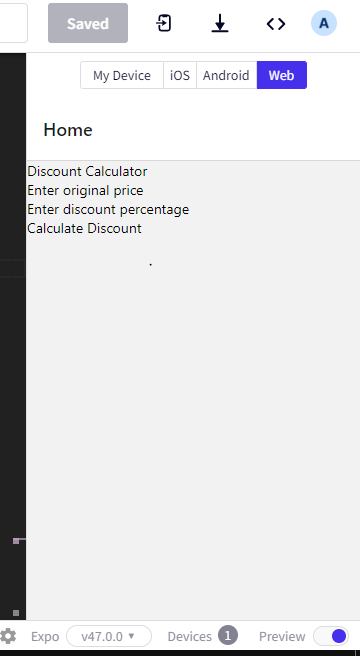 Saved
A
My Device iOS Android Web
Home
Discount Calculator
Enter original price
Enter discount percentage
Calculate Discount
.
Expo v47.0.0 Devices 1 Preview